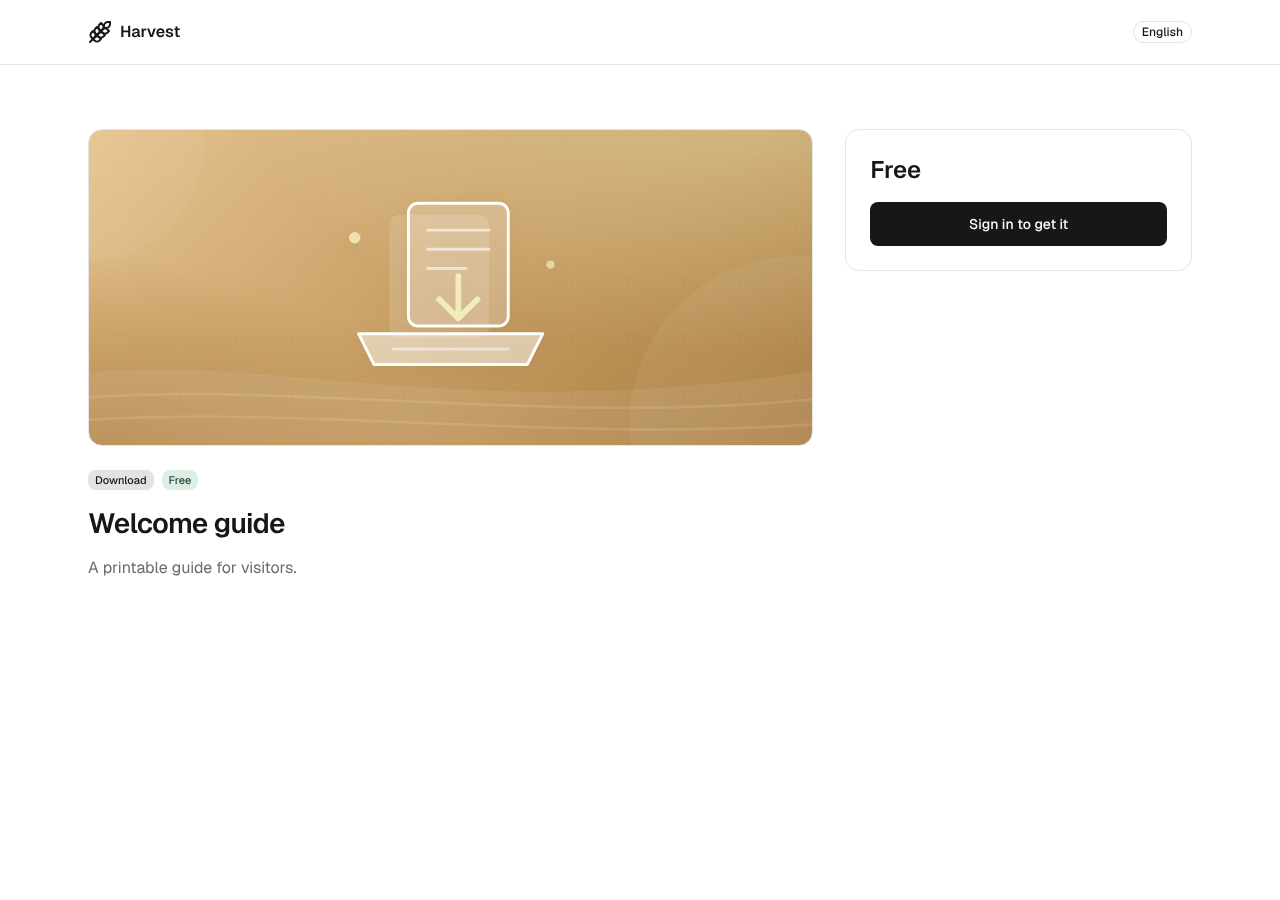 Harvest
English
Free
Sign in to get it
Download
Free
Welcome guide
A printable guide for visitors.